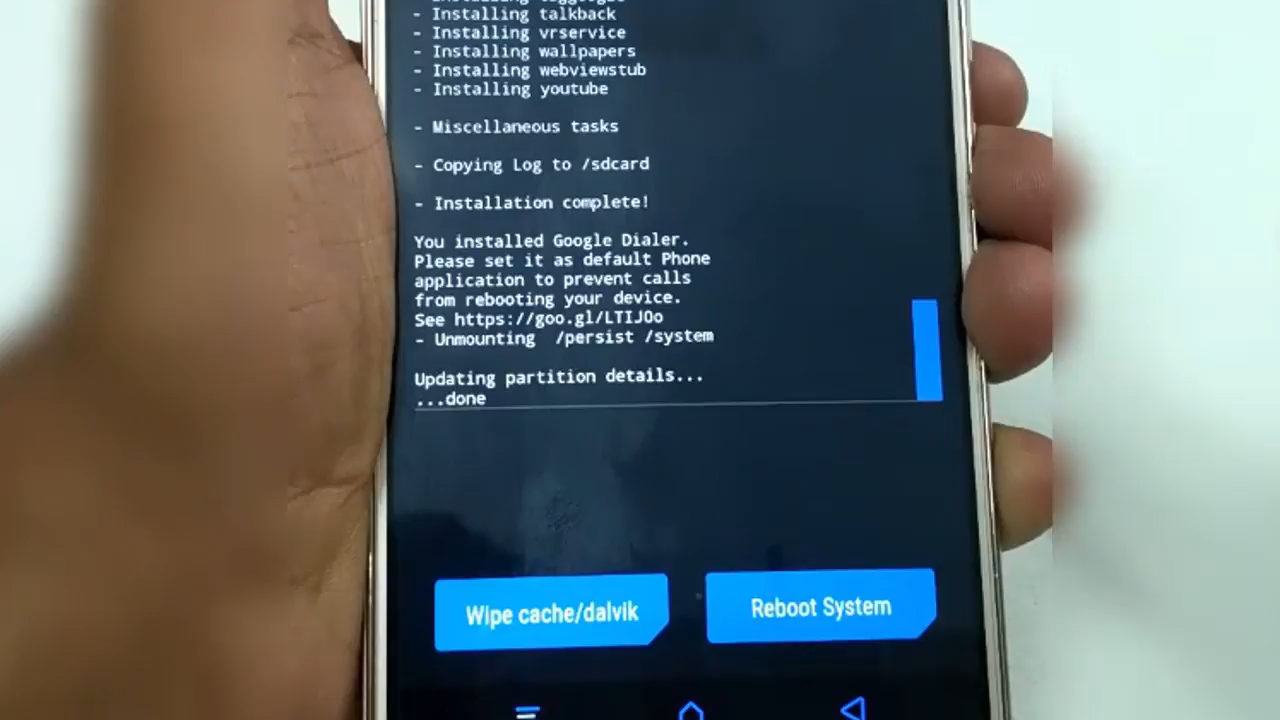 - Installing talkback
- Installing vrservice
- Installing wallpapers
- Installing webviewstub
- Installing youtube
- Miscellaneous tasks
- Copying Log to /sdcard
- Installation complete!
You installed Google Dialer.
Please set it as default Phone
application to prevent calls
from rebooting your device.
See https://goo.gl/LTIJOo
- Unmounting /persist /system
Updating partition details...
...done
Wipe cache/dalvik
Reboot System